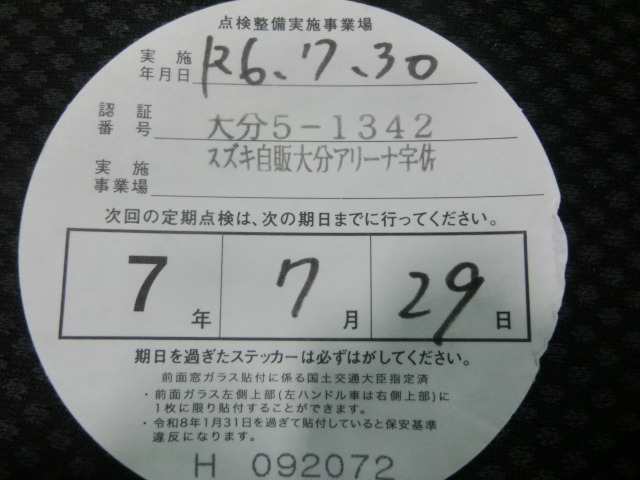 点検整備実施事業場
実施年月日 R6.7.30
認証番号 大分5-1342
実施事業場 スズキ自販大分アリーナ宇佐
次回の定期点検は、次の期日までに行ってください。
7年 7月 29日
期日を過ぎたステッカーは必ずはがしてください。
前面窓ガラス貼付に係る国土交通大臣指定済
・前面ガラス左側上部(左ハンドル車は右側上部)に
1枚に限り貼付することができます。
・令和8年1月31日を過ぎて貼付していると保安基準
違反になります。
H 092072